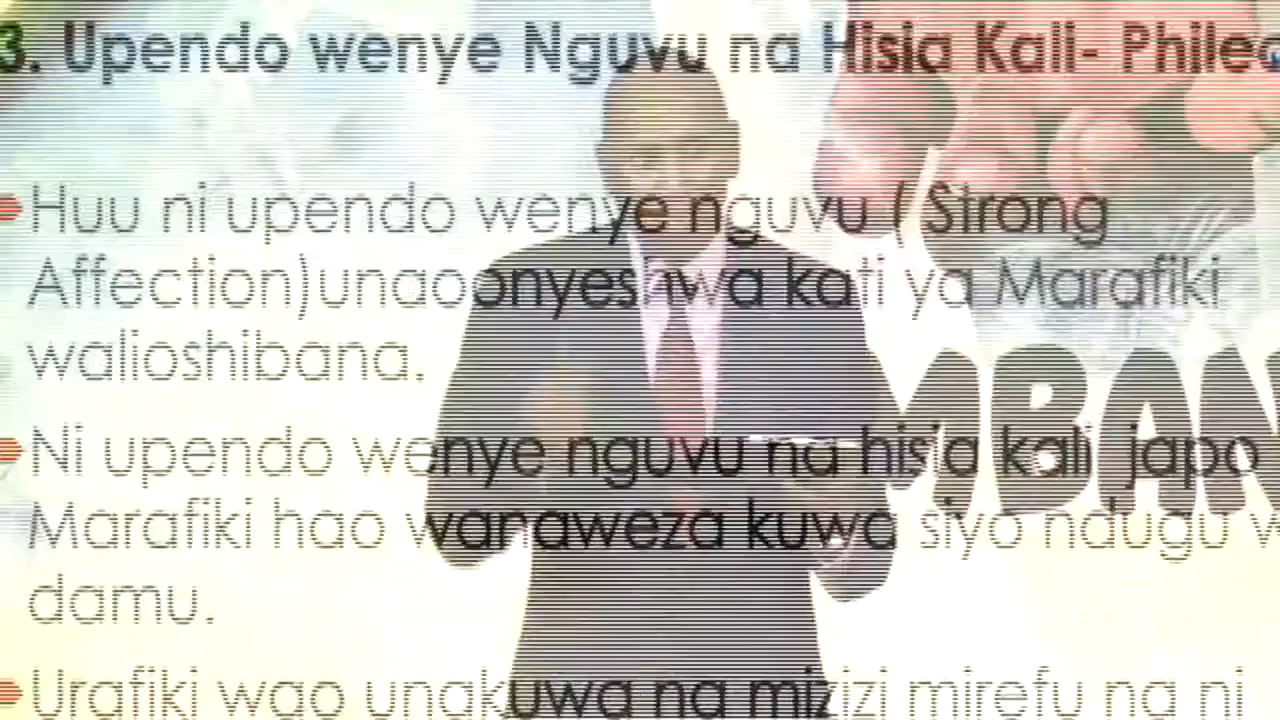 3. Upendo wenye Nguvu na Hisia Kali- Phileo
Huu ni upendo wenye nguvu ( Strong
Affection)unaoonyeshwa kati ya Marafiki
walioshibana.
MBAN
Ni upendo wenye nguvu na hisia kali japo
Marafiki hao wanaweza kuwa siyo ndugu w
damu.
Urafiki wao unakuwa na mizizi mirefu na ni